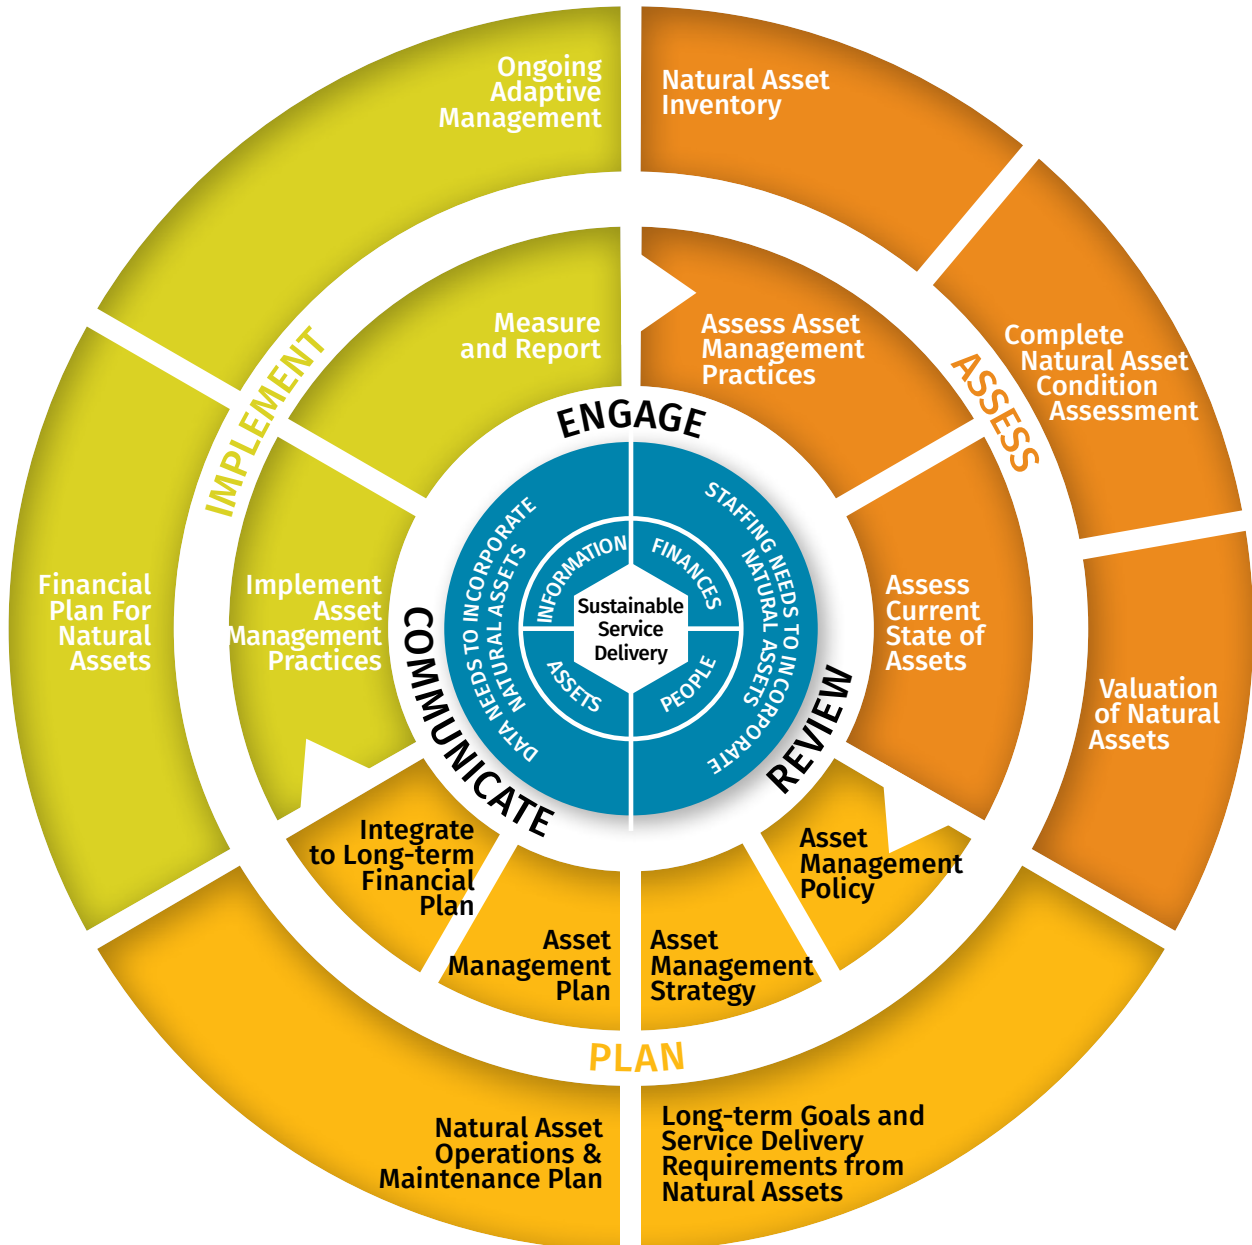 Ongoing
Adaptive
Management
Natural Asset
Inventory
Complete
Natural Asset
Condition
Assessment
Valuation
of Natural
Assets
Long-term Goals and
Service Delivery
Requirements from
Natural Assets
Natural Asset
Operations &
Maintenance Plan
Financial
Plan For
Natural
Assets
IMPLEMENT
ASSESS
PLAN
Measure
and Report
Assess Asset
Management
Practices
Assess
Current
State of
Assets
Asset
Management
Policy
Asset
Management
Strategy
Asset
Management
Plan
Integrate
to Long-term
Financial
Plan
Implement
Asset
Management
Practices
ENGAGE
REVIEW
COMMUNICATE
DATA NEEDS TO INCORPORATE
NATURAL ASSETS
STAFFING NEEDS TO INCORPORATE
NATURAL ASSETS
INFORMATION
FINANCES
PEOPLE
ASSETS
Sustainable
Service
Delivery